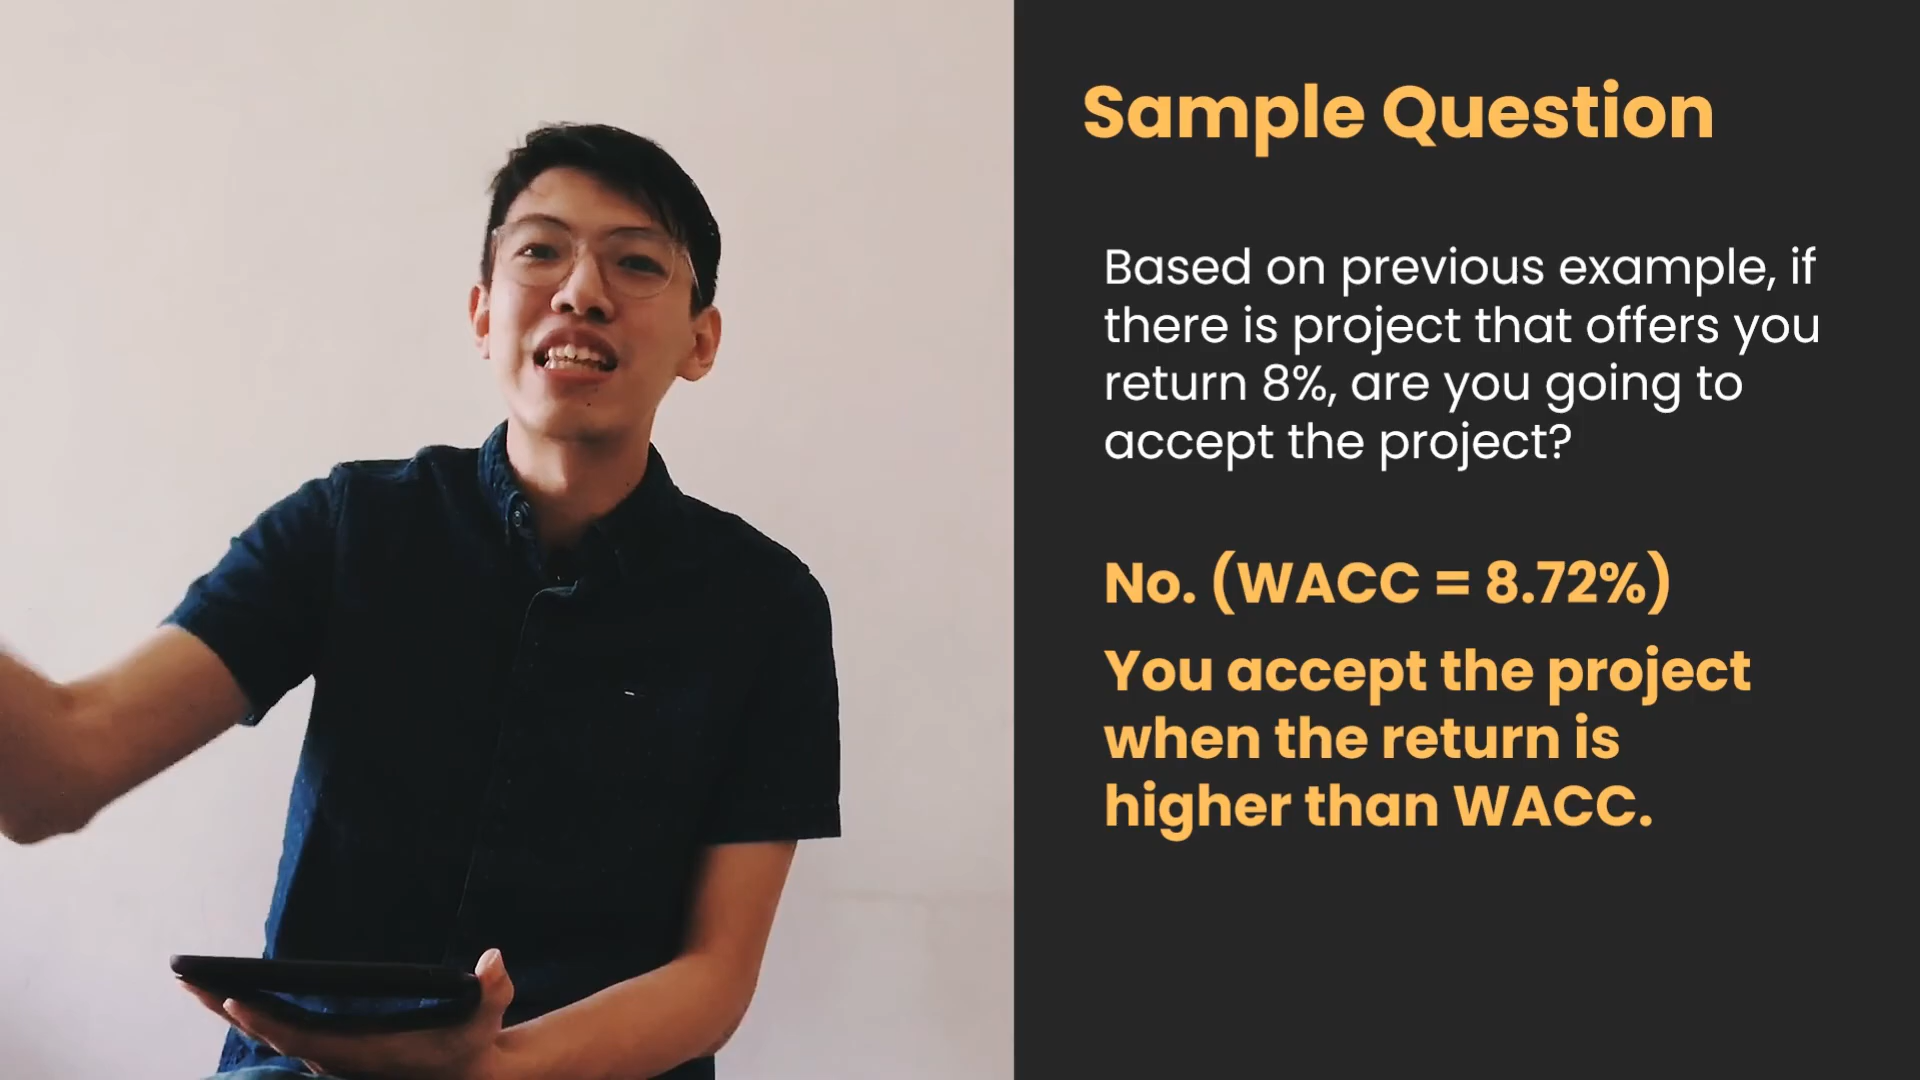 Sample Question
Based on previous example, if
there is project that offers you
return 8%, are you going to
accept the project?
No. (WACC = 8.72%)
You accept the project
when the return is
higher than WACC.